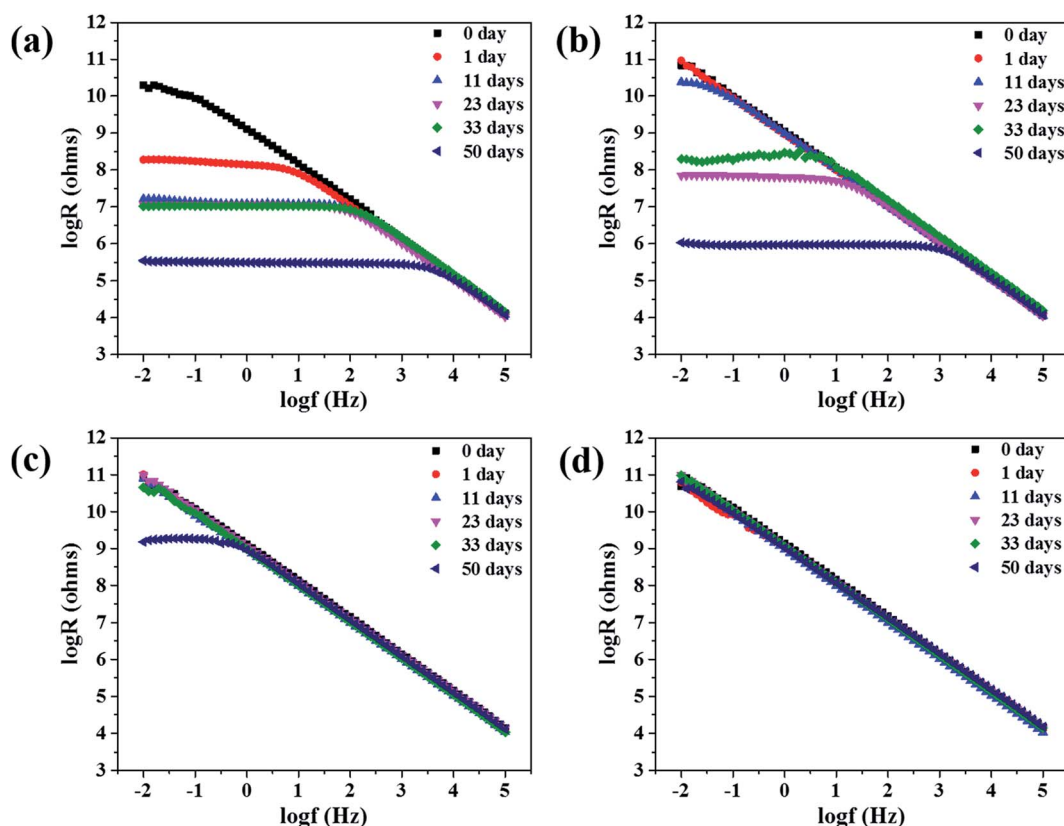 (a)
12
11
10
9
8
7
6
5
4
3
logR (ohms)
-2 -1 0 1 2 3 4 5
logf (Hz)
0 day
1 day
11 days
23 days
33 days
50 days
(b)
12
11
10
9
8
7
6
5
4
3
logR (ohms)
-2 -1 0 1 2 3 4 5
logf (Hz)
0 day
1 day
11 days
23 days
33 days
50 days
(c)
12
11
10
9
8
7
6
5
4
3
logR (ohms)
-2 -1 0 1 2 3 4 5
logf (Hz)
0 day
1 day
11 days
23 days
33 days
50 days
(d)
12
11
10
9
8
7
6
5
4
3
logR (ohms)
-2 -1 0 1 2 3 4 5
logf (Hz)
0 day
1 day
11 days
23 days
33 days
50 days